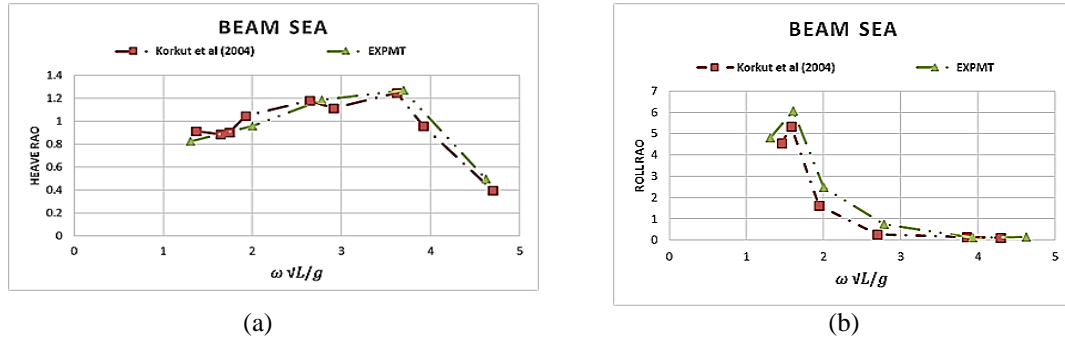 BEAM SEA
Korkut et al (2004) EXPMT
HEAVE RAO
1.4
1.2
1
0.8
0.6
0.4
0.2
0
0 1 2 3 4 5
ω √L/g
(a)
BEAM SEA
Korkut et al (2004) EXPMT
ROLLRAO
7
6
5
4
3
2
1
0
0 1 2 3 4 5
ω √L/g
(b)